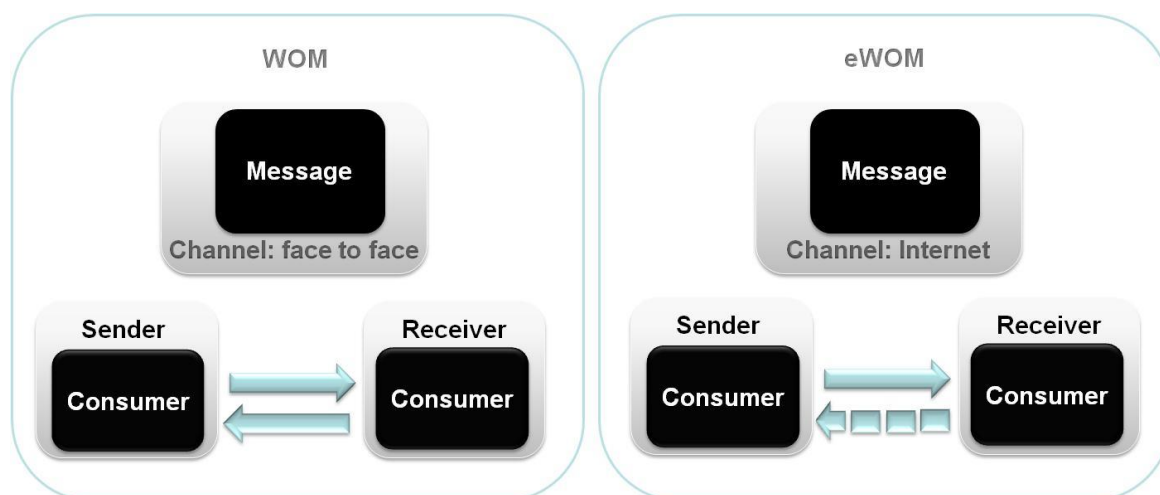 WOM
Message
Channel: face to face
Sender
Consumer
Receiver
Consumer
eWOM
Message
Channel: Internet
Sender
Consumer
Receiver
Consumer